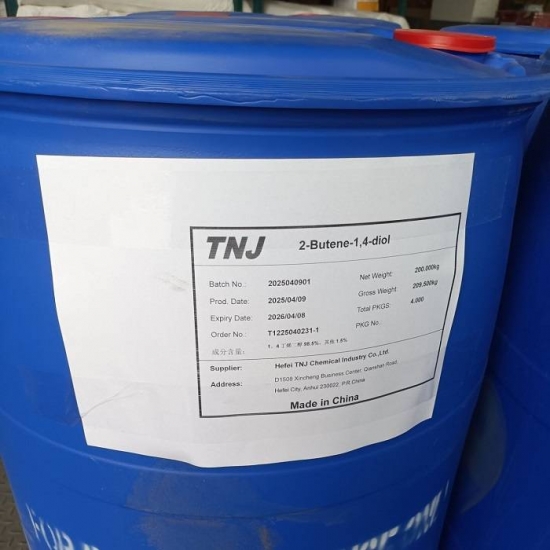 TNJ 2-Butene-1,4-diol
Batch No.: 2025040901 Net Weight: 200.000kg
Prod. Date: 2025/04/09 Gross Weight: 209.500kg
Expiry Date: 2026/04/08 Total PKGS: 4.000
Order No.: T1225040231-1 PKG No.:
成分含量:
Supplier: Hefei TNJ Chemical Industry Co.,Ltd.
Address: D1508 Xincheng Business Center, Qianshan Road,
Hefei City, Anhui 230022 P.R.China
Made in China